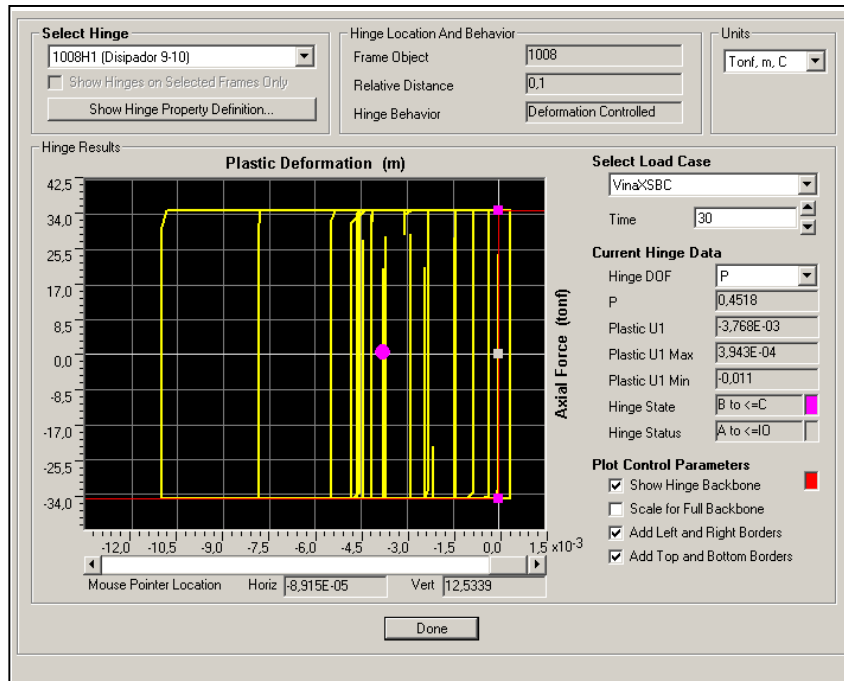 Select Hinge
1008H1 (Disipador 9-10)
Show Hinges on Selected Frames Only
Show Hinge Property Definition...
Hinge Location And Behavior
Frame Object 1008
Relative Distance 0,1
Hinge Behavior Deformation Controlled
Units
Tonf, m, C
Hinge Results
Plastic Deformation (m)
42,5
34,0
25,5
17,0
8,5
0,0
-8,5
-17,0
-25,5
-34,0
-12,0 -10,5 -9,0 -7,5 -6,0 -4,5 -3,0 -1,5 0,0 1,5 x10-3
Axial Force (tonf)
Mouse Pointer Location Horiz -8,915E-05 Vert 12,5339
Select Load Case
VinaXSBC
Time 30
Current Hinge Data
Hinge DOF P
P 0,4518
Plastic U1 -3,768E-03
Plastic U1 Max 3,943E-04
Plastic U1 Min -0,011
Hinge State B to <=C
Hinge Status A to <=IO
Plot Control Parameters
Show Hinge Backbone
Scale for Full Backbone
Add Left and Right Borders
Add Top and Bottom Borders
Done